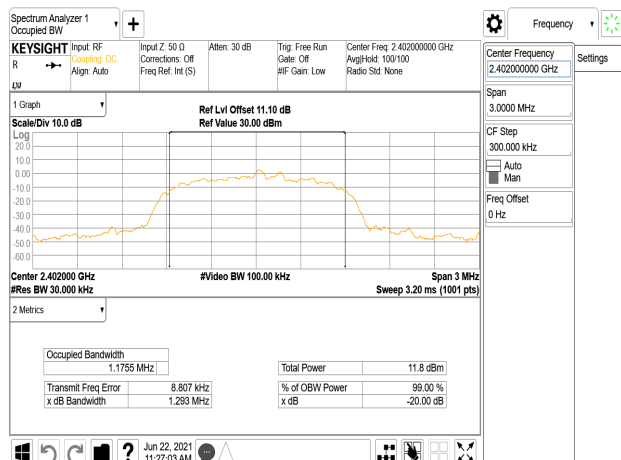 Spectrum Analyzer 1
Occupied BW
Frequency
KEYSIGHT
Input: RF
Coupling: DC
Align: Auto
Input Z: 50 Ω
Corrections: Off
Freq Ref: Int (S)
Atten: 30 dB
Trig: Free Run
Gate: Off
#IF Gain: Low
Center Freq: 2.402000000 GHz
Avg|Hold: 100/100
Radio Std: None
R
LXI
Center Frequency
2.402000000 GHz
Settings
Span
3.0000 MHz
CF Step
300.000 kHz
Auto
Man
Freq Offset
0 Hz
1 Graph
Scale/Div 10.0 dB
Ref Lvl Offset 11.10 dB
Ref Value 30.00 dBm
Log
20.0
10.0
0.00
-10.0
-20.0
-30.0
-40.0
-50.0
-60.0
Center 2.402000 GHz
#Res BW 30.000 kHz
#Video BW 100.00 kHz
Span 3 MHz
Sweep 3.20 ms (1001 pts)
2 Metrics
Occupied Bandwidth
1.1755 MHz
Total Power 11.8 dBm
Transmit Freq Error 8.807 kHz
% of OBW Power 99.00 %
x dB Bandwidth 1.293 MHz
x dB -20.00 dB
?
Jun 22, 2021
11:27:03 AM